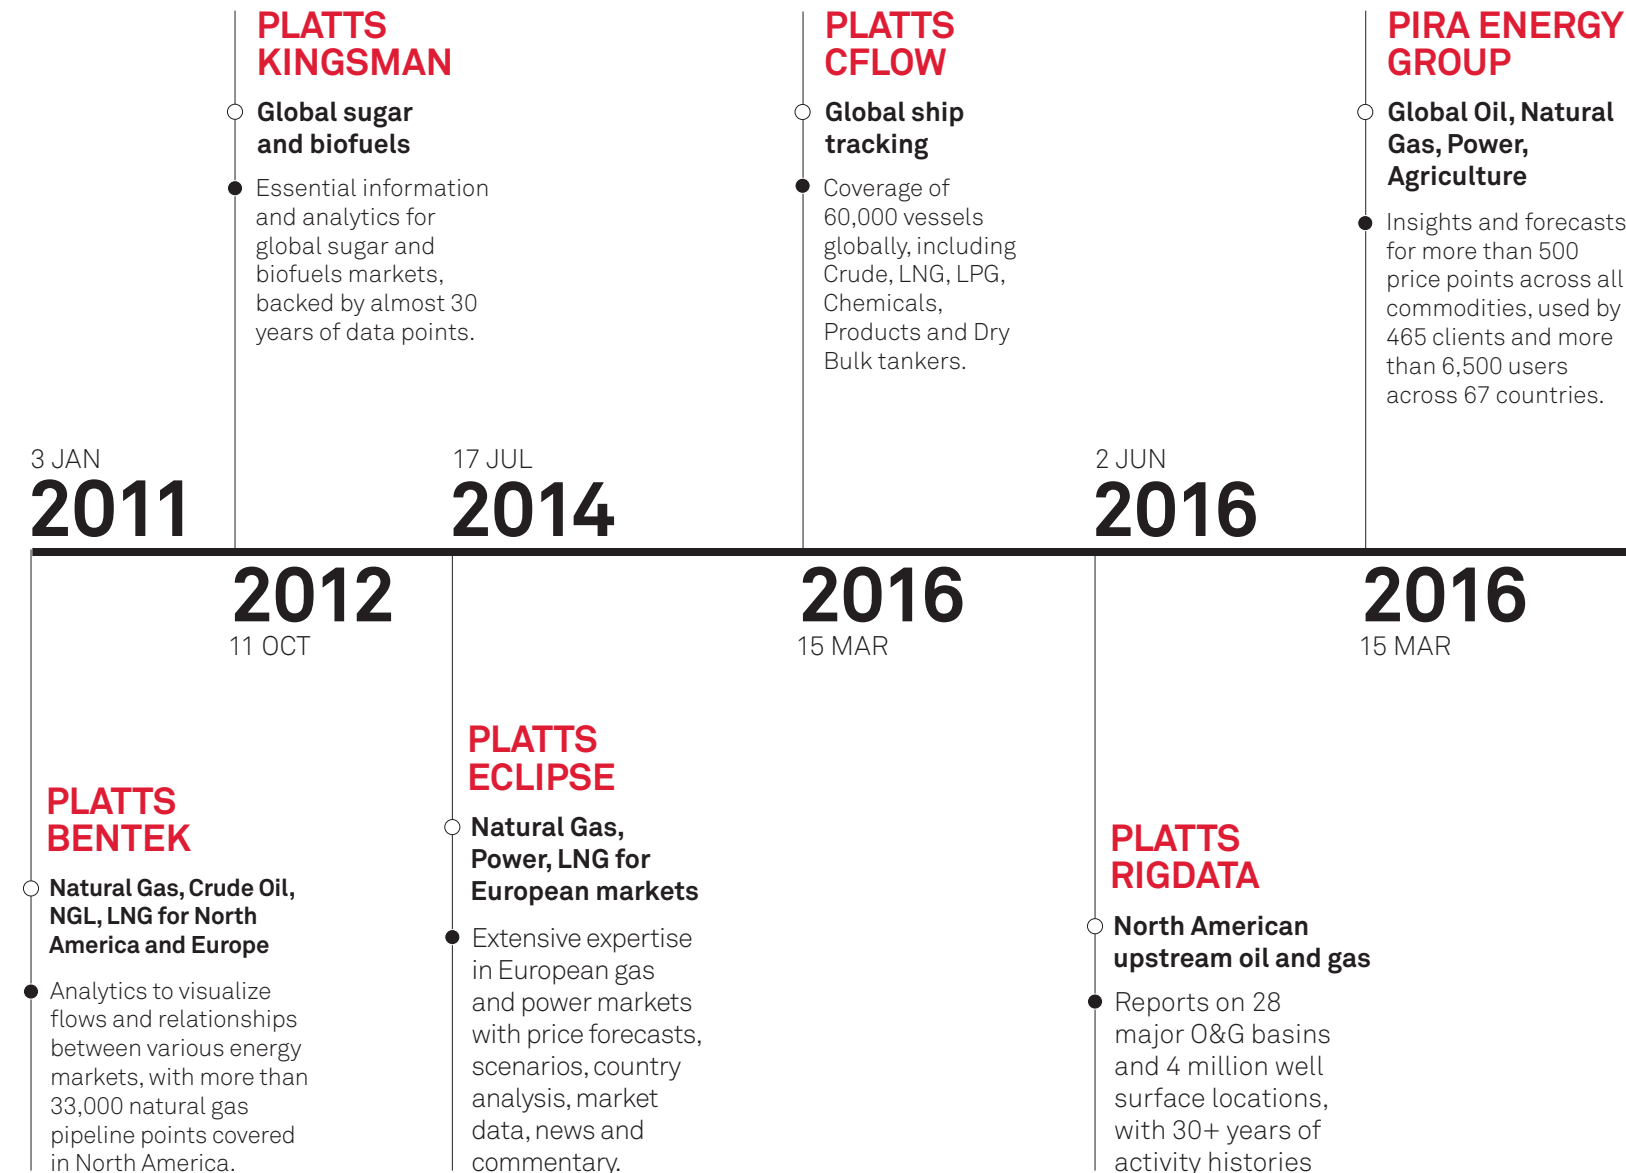 PLATTS
KINGSMAN
Global sugar
and biofuels
Essential information
and analytics for
global sugar and
biofuels markets,
backed by almost 30
years of data points.
PLATTS
CFLOW
Global ship
tracking
Coverage of
60,000 vessels
globally, including
Crude, LNG, LPG,
Chemicals,
Products and Dry
Bulk tankers.
PIRA ENERGY
GROUP
Global Oil, Natural
Gas, Power,
Agriculture
Insights and forecasts
for more than 500
price points across all
commodities, used by
465 clients and more
than 6,500 users
across 67 countries.
3 JAN
2011
17 JUL
2014
2 JUN
2016
2012
11 OCT
2016
15 MAR
2016
15 MAR
PLATTS
BENTEK
Natural Gas, Crude Oil,
NGL, LNG for North
America and Europe
Analytics to visualize
flows and relationships
between various energy
markets, with more than
33,000 natural gas
pipeline points covered
in North America.
PLATTS
ECLIPSE
Natural Gas,
Power, LNG for
European markets
Extensive expertise
in European gas
and power markets
with price forecasts,
scenarios, country
analysis, market
data, news and
commentary.
PLATTS
RIGDATA
North American
upstream oil and gas
Reports on 28
major O&G basins
and 4 million well
surface locations,
with 30+ years of
activity histories